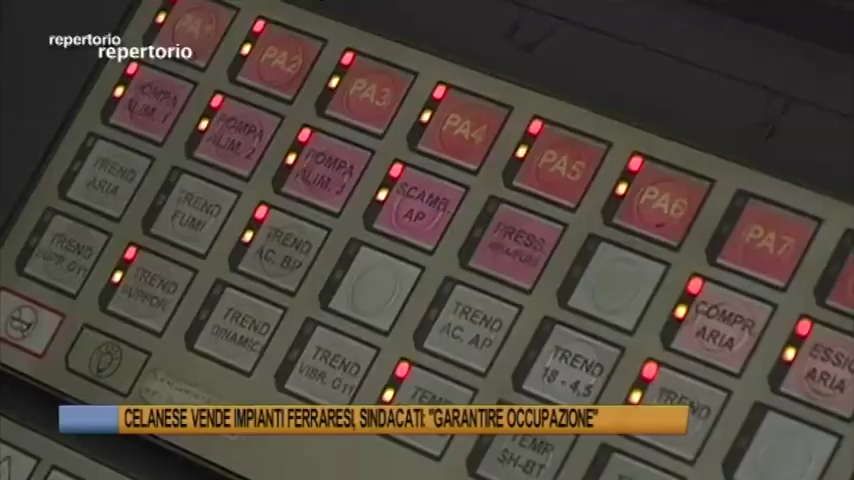 repertorio
repertorio
PA1
PA2
PA3
PA4
PA5
PA6
PA7
POMPA ALIM. 1
POMPA ALIM. 2
POMPA ALIM. 3
SCAMB. AP
PRESS.
COMPR ARIA
ESSIC ARIA
TREND ARIA
TREND FUMI
TREND AC. BP
TREND AC. AP
TREND 18-4,5
TREND
TREND
TREND
TREND DINAMIC
TREND VIBR. G11
TEMP
TEMP SH-BT
CELANESE VENDE IMPIANTI FERRARESI, SINDACATI: "GARANTIRE OCCUPAZIONE"